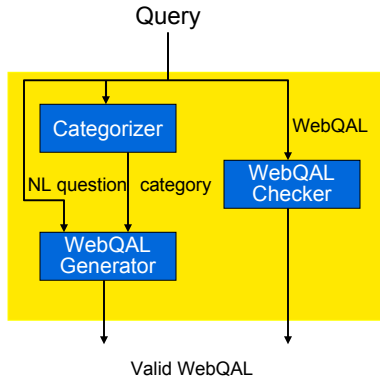 Query
Categorizer
WebQAL
NL question
category
WebQAL
Checker
WebQAL
Generator
Valid WebQAL